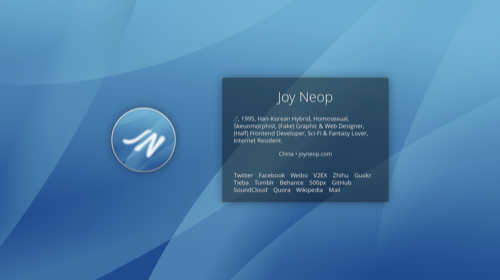 JN
Joy Neop
♂, 1995, Han-Korean Hybrid, Homosexual,
Skeuomorphist, (Fake) Graphic & Web Designer,
(Half) Frontend Developer, Sci-Fi & Fantasy Lover,
Internet Resident.
China • joyneop.com
Twitter Facebook Weibo V2EX Zhihu Guokr
Tieba Tumblr Behance 500px GitHub
SoundCloud Quora Wikipedia Mail